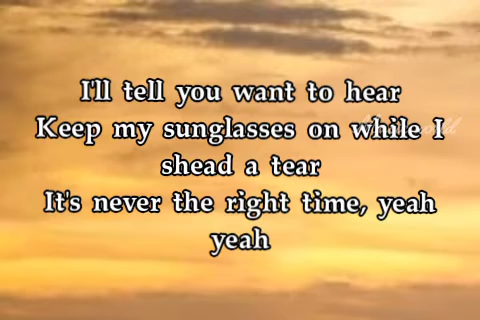 I'll tell you want to hear
Keep my sunglasses on while I
shead a tear
It's never the right time, yeah
yeah